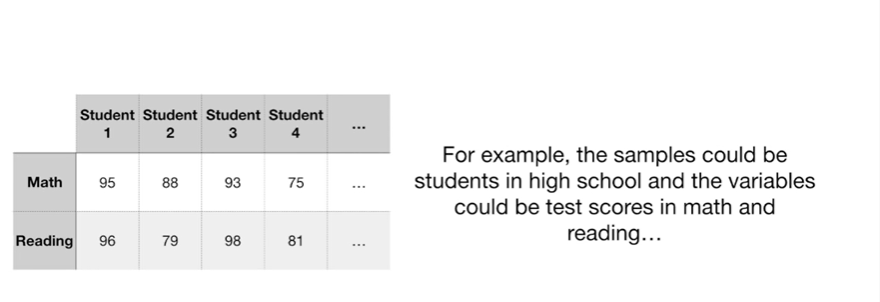 Student 1 Student 2 Student 3 Student 4 ...
Math 95 88 93 75 ...
Reading 96 79 98 81 ...
For example, the samples could be
students in high school and the variables
could be test scores in math and
reading…